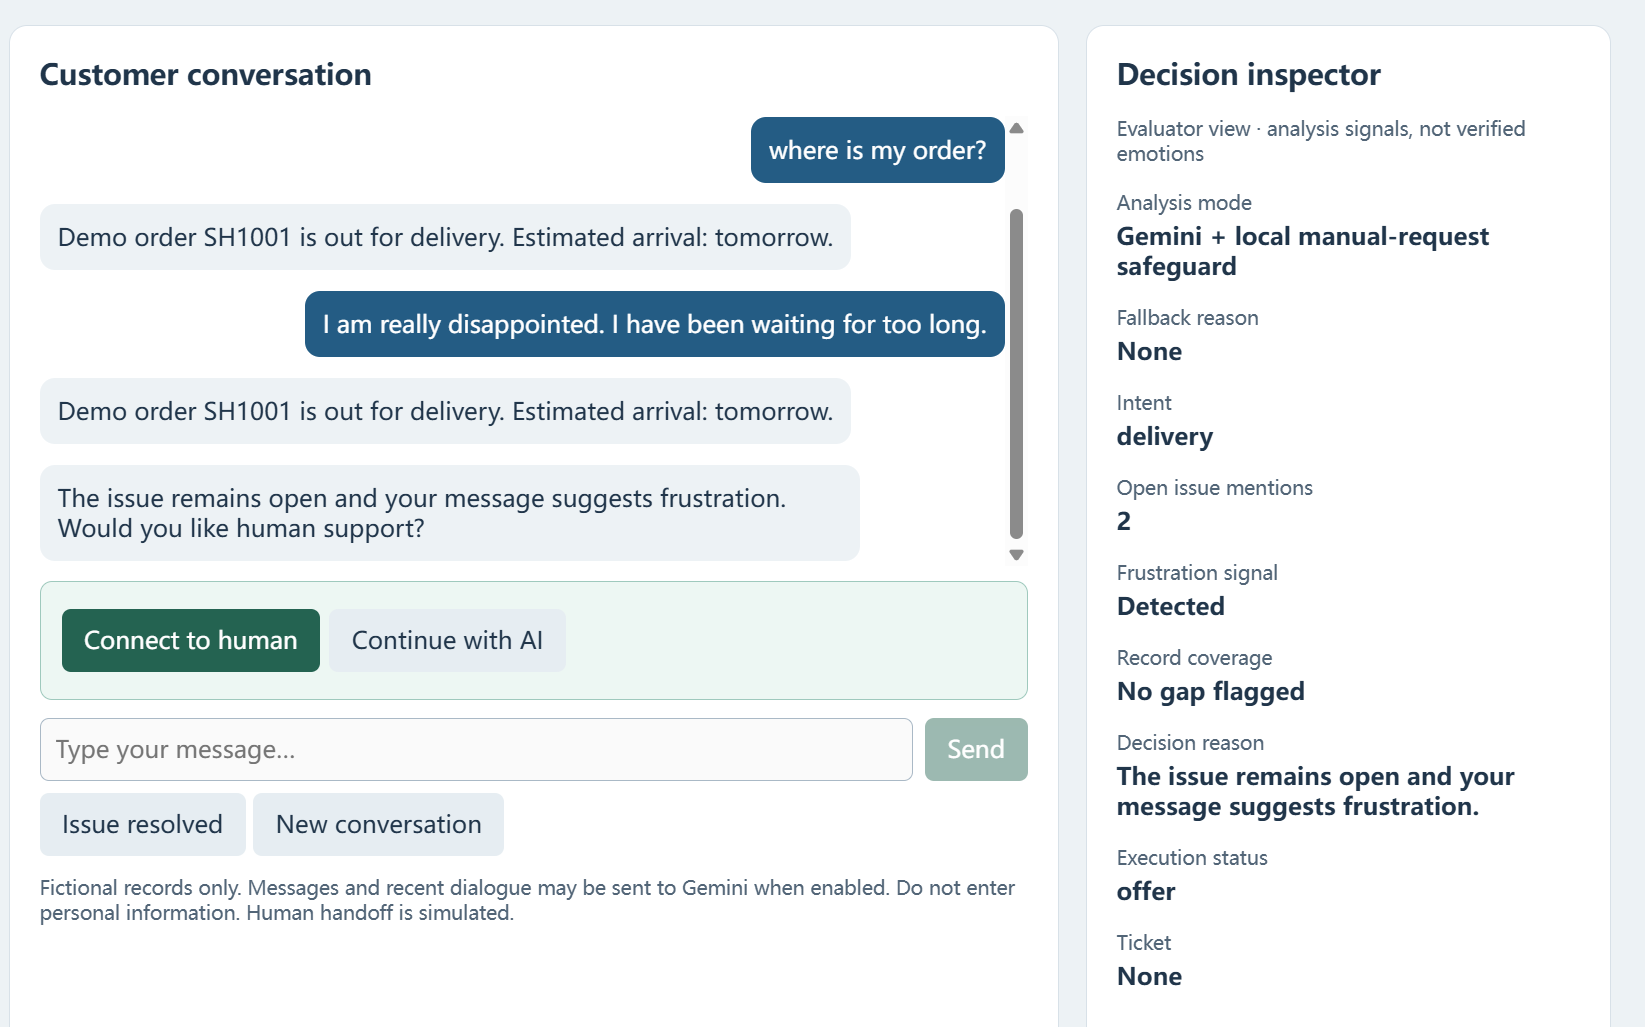 Customer conversation
where is my order?
Demo order SH1001 is out for delivery. Estimated arrival: tomorrow.
I am really disappointed. I have been waiting for too long.
Demo order SH1001 is out for delivery. Estimated arrival: tomorrow.
The issue remains open and your message suggests frustration.
Would you like human support?
Connect to human
Continue with AI
Type your message...
Send
Issue resolved
New conversation
Fictional records only. Messages and recent dialogue may be sent to Gemini when enabled. Do not enter
personal information. Human handoff is simulated.
Decision inspector
Evaluator view · analysis signals, not verified
emotions
Analysis mode
Gemini + local manual-request
safeguard
Fallback reason
None
Intent
delivery
Open issue mentions
2
Frustration signal
Detected
Record coverage
No gap flagged
Decision reason
The issue remains open and your
message suggests frustration.
Execution status
offer
Ticket
None